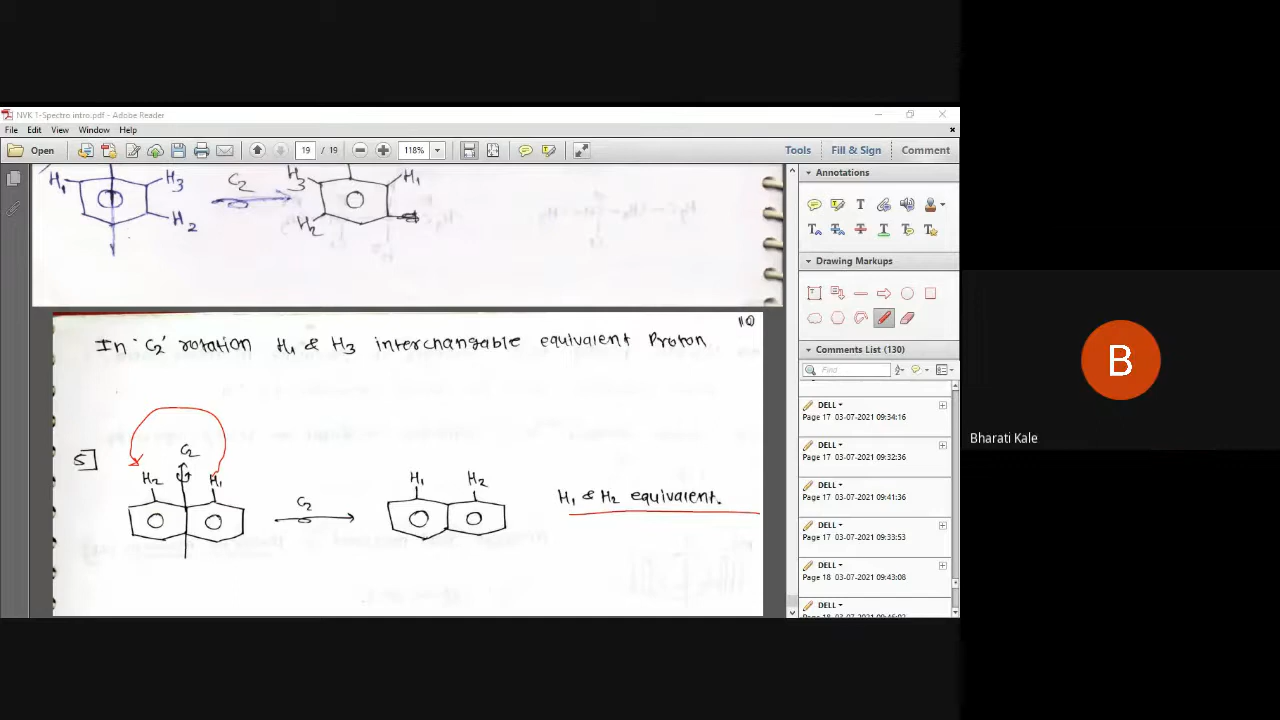 NVK 1-Spectro intro.pdf - Adobe Reader
File Edit View Window Help
Open 19 / 19 118% Tools Fill & Sign Comment
H1 H3 C2 H3 H1
H2 H2
Annotations
Drawing Markups
Comments List (130)
Find
DELL
Page 17 03-07-2021 09:34:16
DELL
Page 17 03-07-2021 09:32:36
DELL
Page 17 03-07-2021 09:41:36
DELL
Page 17 03-07-2021 09:33:53
DELL
Page 18 03-07-2021 09:43:08
DELL
In 'C2' rotation H1 & H3 interchangable equivalent Proton
5] C2
H2 H1 C2 H1 H2 H1 & H2 equivalent.
B
Bharati Kale